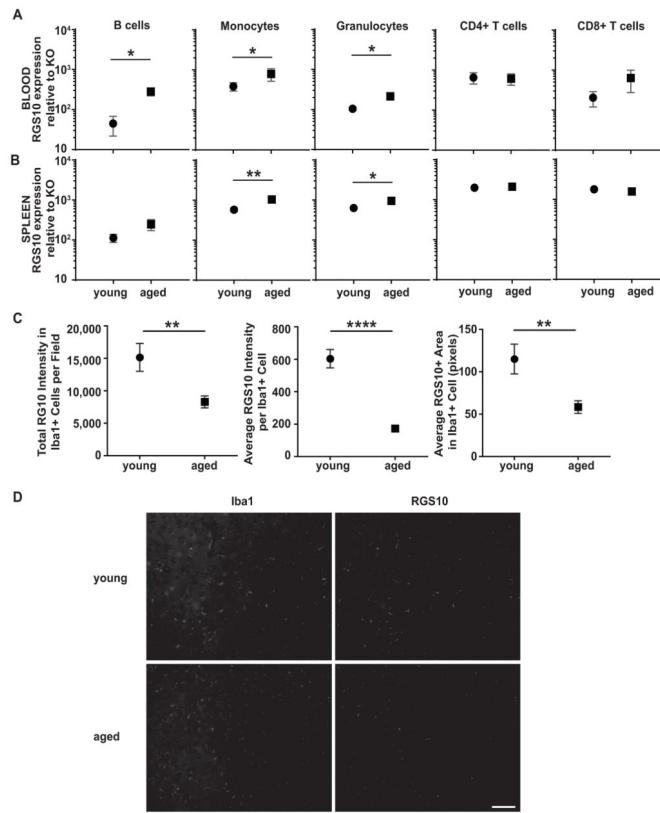 A
B cells
Monocytes
Granulocytes
CD4+ T cells
CD8+ T cells
BLOOD
RGS10 expression
relative to KO
10⁴
10³
10²
10
*
*
*
B
SPLEEN
RGS10 expression
relative to KO
10⁴
10³
10²
10
**
*
young aged
young aged
young aged
young aged
young aged
C
Total RG10 Intensity in
Iba1+ Cells per Field
20,000
15,000
10,000
5,000
0
**
young aged
Average RGS10 Intensity
per Iba1+ Cell
800
600
400
200
0
****
young aged
Average RGS10+ Area
in Iba1+ Cell (pixels)
150
100
50
0
**
young aged
D
Iba1
RGS10
young
aged